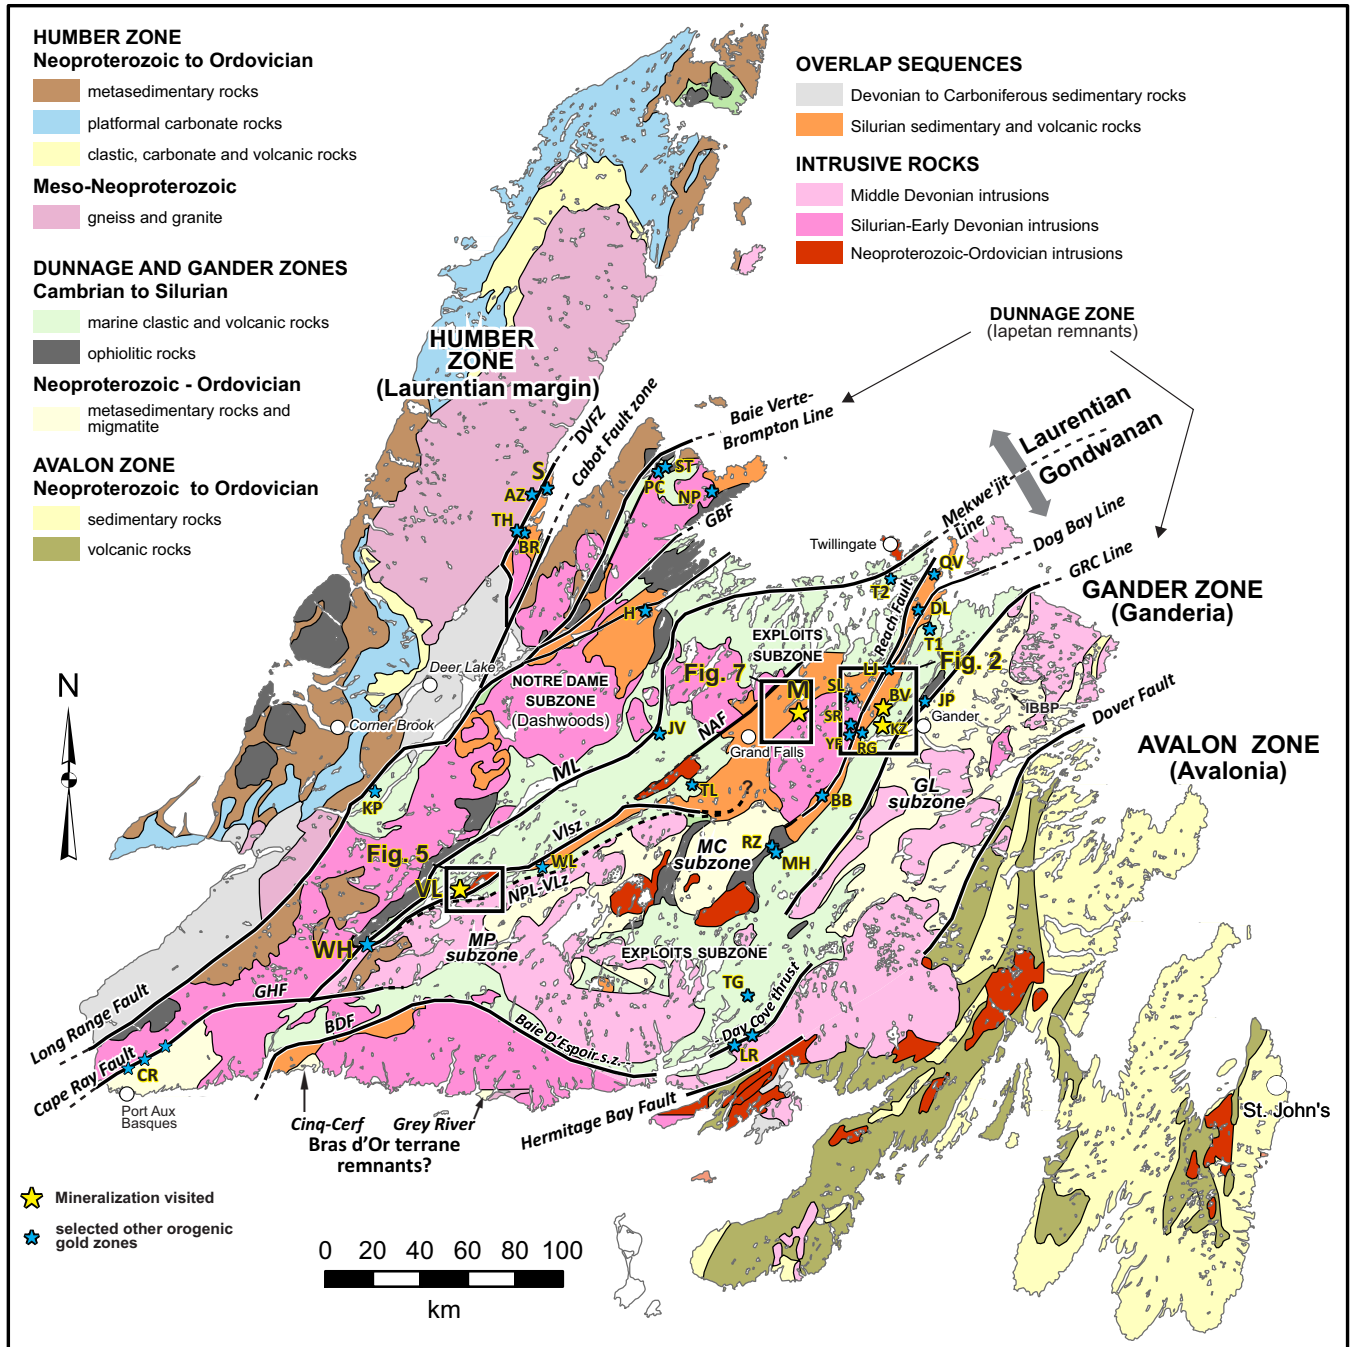 HUMBER ZONE
Neoproterozoic to Ordovician
metasedimentary rocks
platformal carbonate rocks
clastic, carbonate and volcanic rocks
Meso-Neoproterozoic
gneiss and granite
DUNNAGE AND GANDER ZONES
Cambrian to Silurian
marine clastic and volcanic rocks
ophiolitic rocks
Neoproterozoic - Ordovician
metasedimentary rocks and
migmatite
AVALON ZONE
Neoproterozoic to Ordovician
sedimentary rocks
volcanic rocks
OVERLAP SEQUENCES
Devonian to Carboniferous sedimentary rocks
Silurian sedimentary and volcanic rocks
INTRUSIVE ROCKS
Middle Devonian intrusions
Silurian-Early Devonian intrusions
Neoproterozoic-Ordovician intrusions
DUNNAGE ZONE
(Iapetan remnants)
HUMBER
ZONE
(Laurentian margin)
DVFZ
Cabot Fault zone
Baie Verte-
Brompton Line
Laurentian
Gondwanan
Mekwe'jit
Line
Dog Bay Line
GRC Line
GANDER ZONE
(Ganderia)
S
AZ
TH
BR
ST
PC
NP
GBF
Twillingate
QV
T2
DL
T1
Reach Fault
H
EXPLOITS
SUBZONE
Fig. 7
M
LI
Fig. 2
SL
BV
JP
SR
KZ
YF
RG
Gander
IBBP
Dover Fault
AVALON ZONE
(Avalonia)
Deer Lake
NOTRE DAME
SUBZONE
(Dashwoods)
Corner Brook
N
JV
NAF
Grand Falls
ML
TL
?
BB
GL
subzone
KP
Vlsz
Fig. 5
WL
MC
subzone
RZ
MH
VL
NPL-VLz
WH
MP
subzone
EXPLOITS SUBZONE
TG
Day Cove thrust
GHF
BDF
Baie D'Espoir s.z.
LR
Long Range Fault
Cape Ray Fault
CR
Port Aux
Basques
Hermitage Bay Fault
Cinq-Cerf
Grey River
Bras d'Or terrane
remnants?
St. John's
Mineralization visited
selected other orogenic
gold zones
0 20 40 60 80 100
km